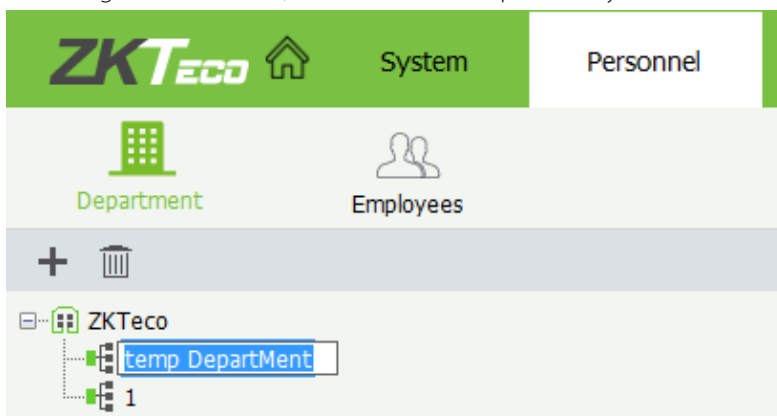 ZKTECO System Personnel
Department Employees
ZKTeco
temp DepartMent
1